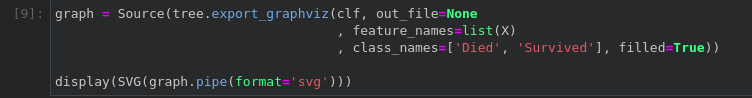 [9]: graph = Source(tree.export_graphviz(clf, out_file=None
, feature_names=list(X)
, class_names=['Died', 'Survived'], filled=True))
display(SVG(graph.pipe(format='svg')))